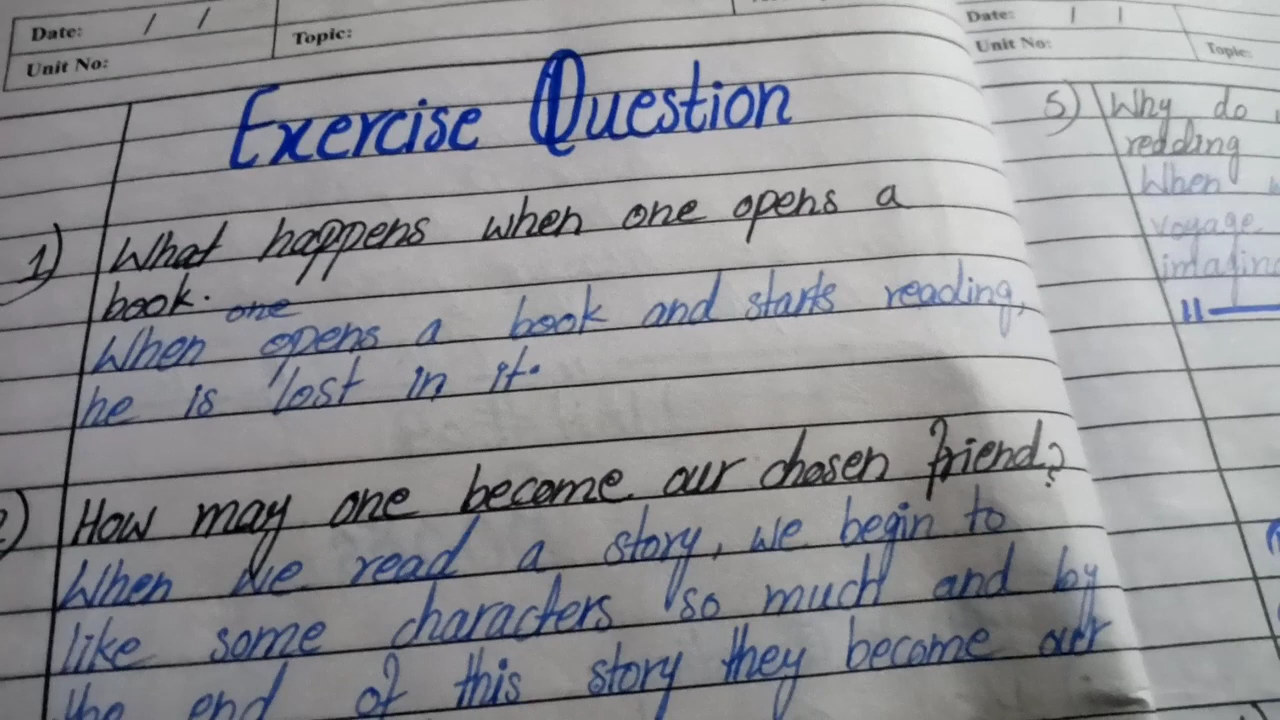 Date: / /
Unit No:
Topic:
Exercise Question
1) What happens when one opens a
book.
one
When opens a book and starts reading,
he is lost in it.
2) How may one become our chosen friend?
When we read a story, we begin to
like some characters so much and by
the end of this story they become our
Date: / /
Unit No:
Topic:
5) Why do
reading
When
voyage
imagin